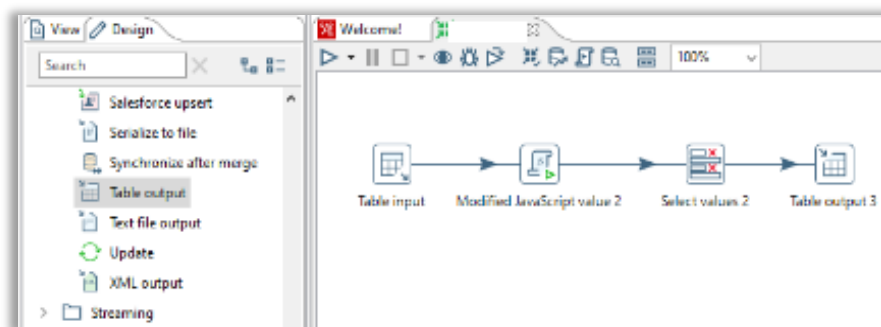 View
Design
Welcome!
Search
100%
Salesforce upsert
Serialize to file
Synchronize after merge
Table output
Text file output
Update
XML output
Streaming
Table input
Modified JavaScript value 2
Select values 2
Table output 3